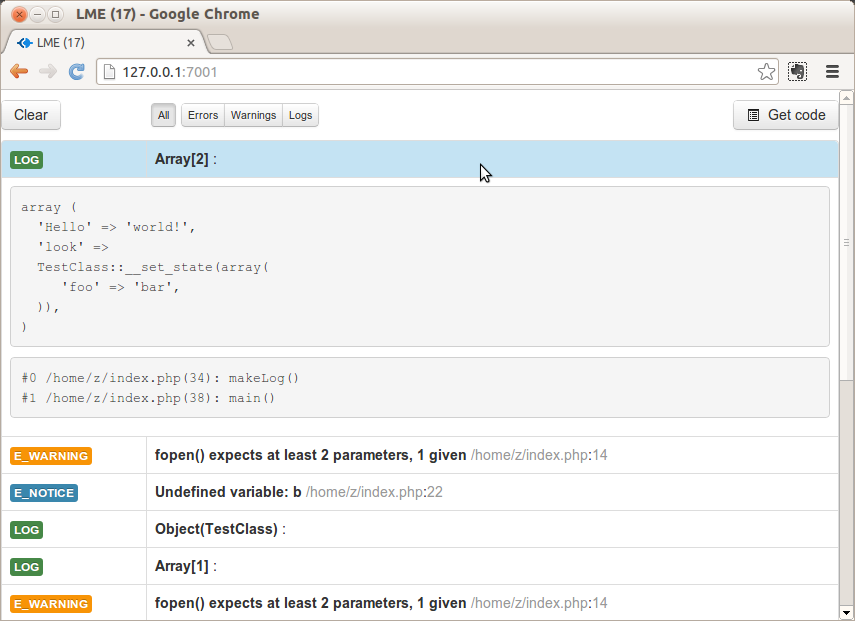 LME (17) - Google Chrome
LME (17)
127.0.0.1:7001
Clear
All
Errors
Warnings
Logs
Get code
LOG Array[2] :
array (
  'Hello' => 'world!',
  'look' =>
  TestClass::__set_state(array(
     'foo' => 'bar',
  )),
)
#0 /home/z/index.php(34): makeLog()
#1 /home/z/index.php(38): main()
E_WARNING fopen() expects at least 2 parameters, 1 given /home/z/index.php:14
E_NOTICE Undefined variable: b /home/z/index.php:22
LOG Object(TestClass) :
LOG Array[1] :
E_WARNING fopen() expects at least 2 parameters, 1 given /home/z/index.php:14